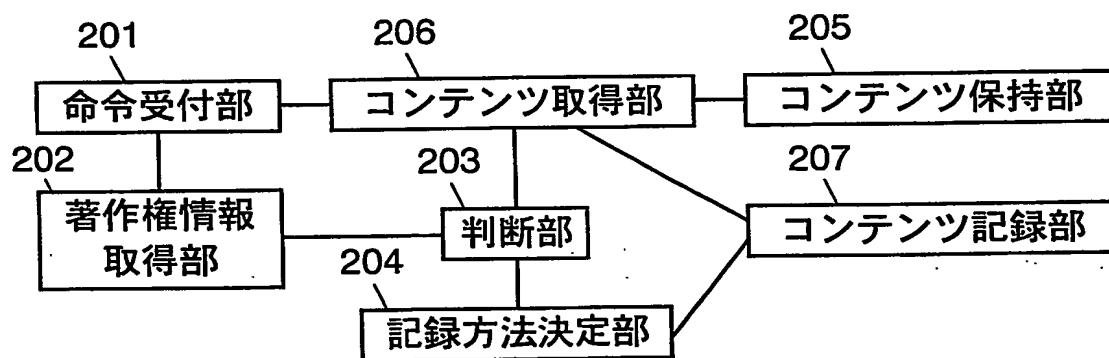 201
命令受付部
206
コンテンツ取得部
205
コンテンツ保持部
202
著作権情報
取得部
203
判断部
207
コンテンツ記録部
204
記録方法決定部